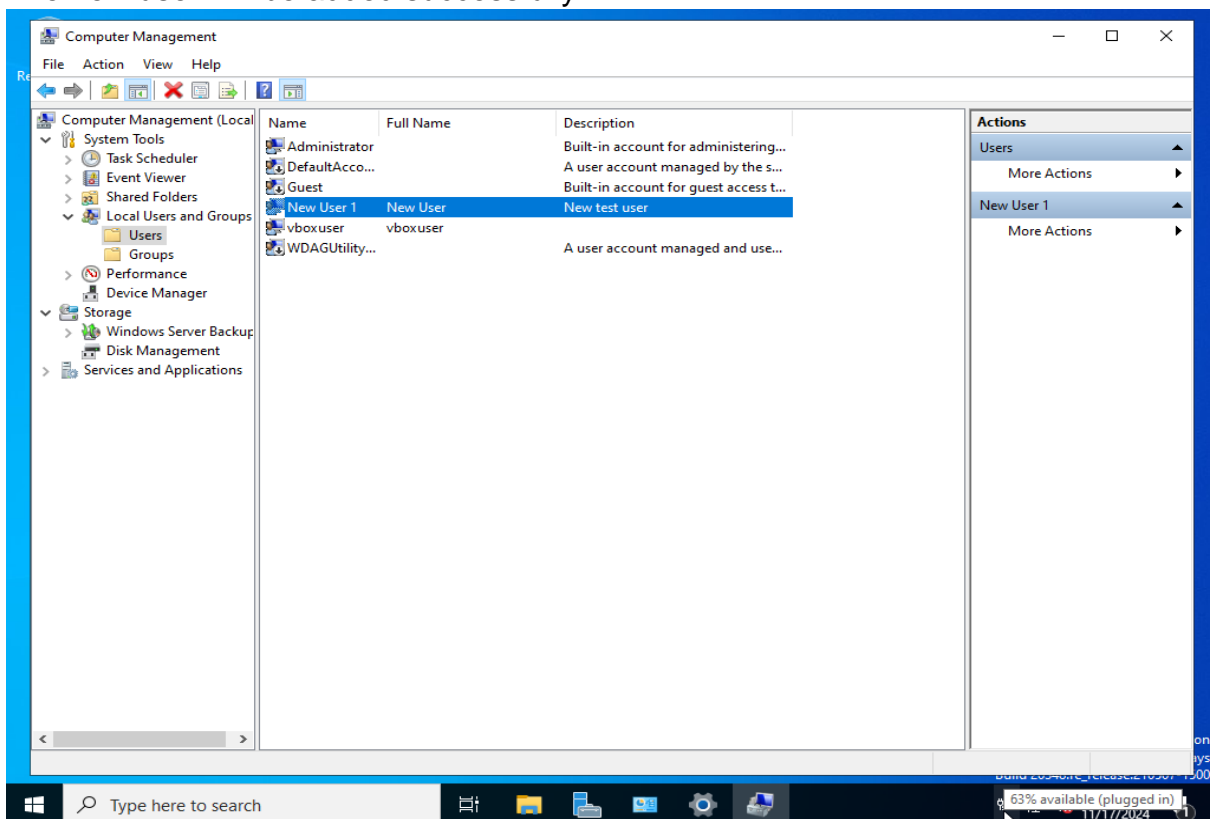 Computer Management
File Action View Help
Computer Management (Local
System Tools
Task Scheduler
Event Viewer
Shared Folders
Local Users and Groups
Users
Groups
Performance
Device Manager
Storage
Windows Server Backup
Disk Management
Services and Applications
Name Full Name Description
Administrator Built-in account for administering...
DefaultAcco... A user account managed by the s...
Guest Built-in account for guest access t...
New User 1 New User New test user
vboxuser vboxuser
WDAGUtility... A user account managed and use...
Actions
Users
More Actions
New User 1
More Actions
Type here to search
63% available (plugged in)
11/17/2024